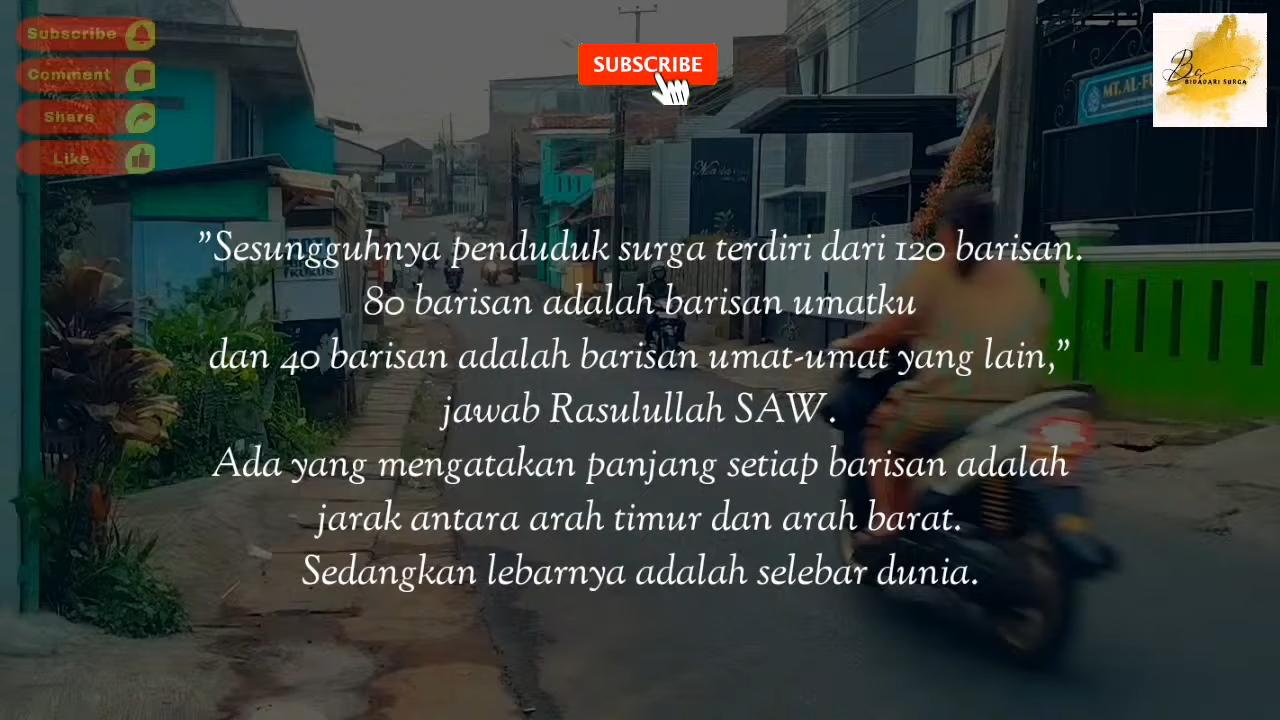 Subscribe
Comment
Share
Like
SUBSCRIBE
BIDADARI SURGA
MT. AL-F
"Sesungguhnya penduduk surga terdiri dari 120 barisan.
80 barisan adalah barisan umatku
dan 40 barisan adalah barisan umat-umat yang lain,"
jawab Rasulullah SAW.
Ada yang mengatakan panjang setiap barisan adalah
jarak antara arah timur dan arah barat.
Sedangkan lebarnya adalah selebar dunia.